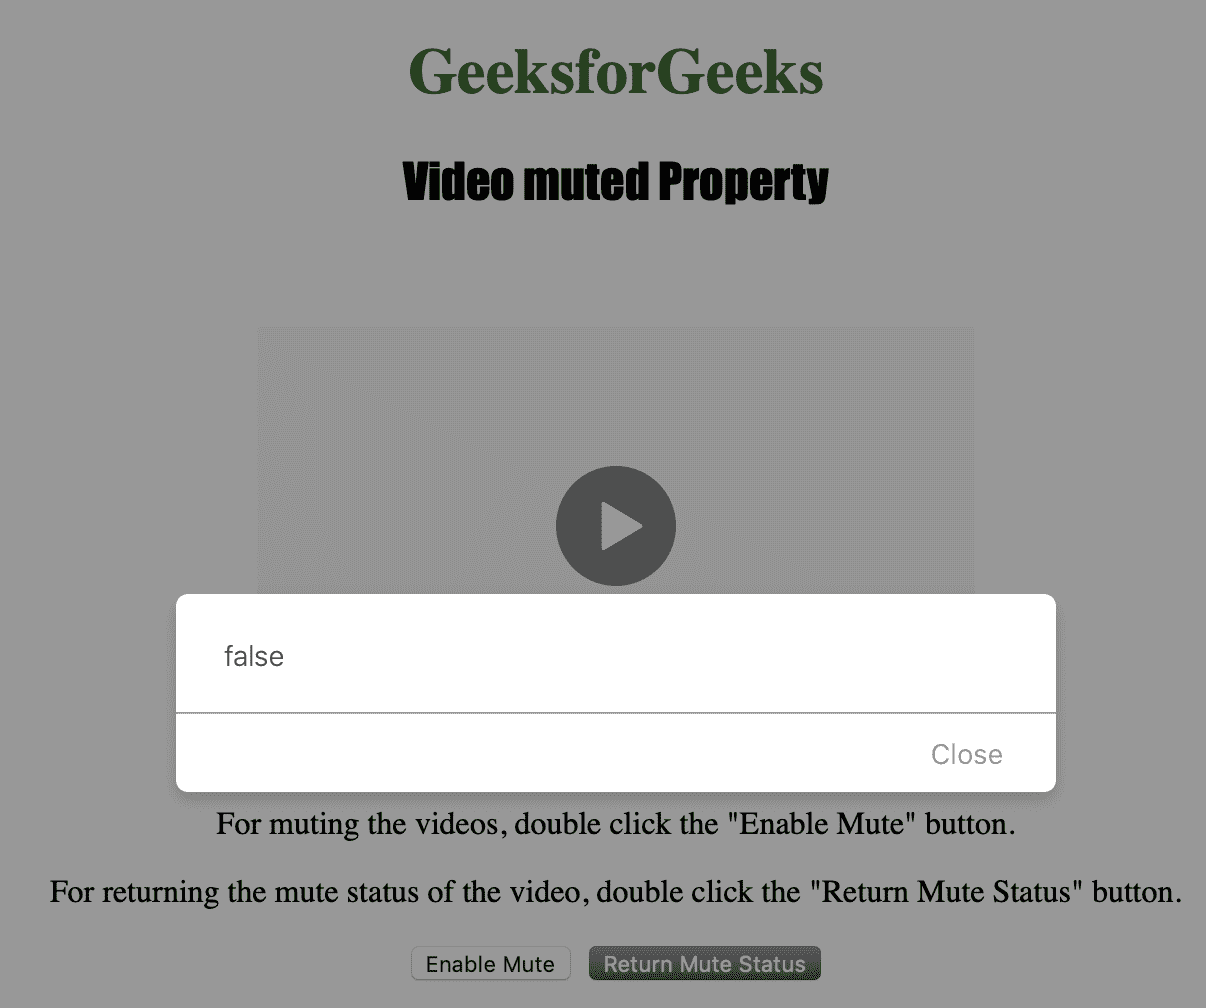 GeeksforGeeks
Video muted Property
false
Close
For muting the videos, double click the "Enable Mute" button.
For returning the mute status of the video, double click the "Return Mute Status" button.
Enable Mute Return Mute Status